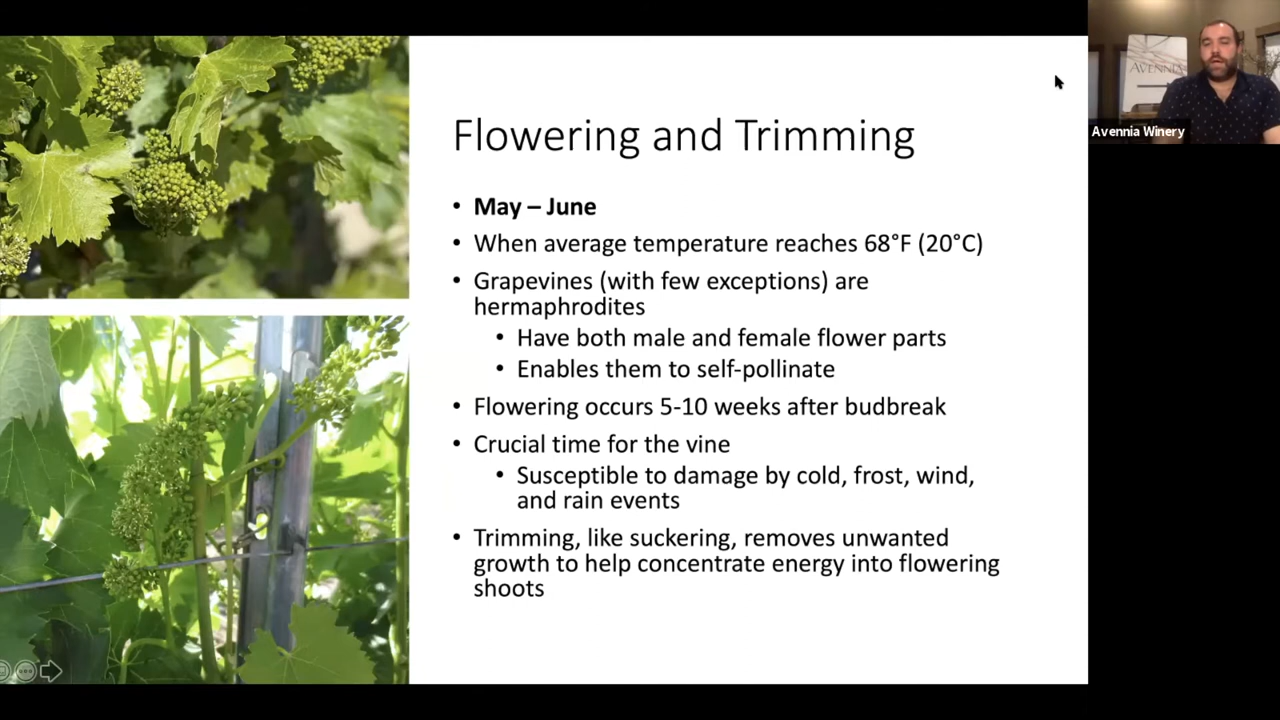 Flowering and Trimming
• May – June
• When average temperature reaches 68°F (20°C)
• Grapevines (with few exceptions) are
hermaphrodites
• Have both male and female flower parts
• Enables them to self-pollinate
• Flowering occurs 5-10 weeks after budbreak
• Crucial time for the vine
• Susceptible to damage by cold, frost, wind,
and rain events
• Trimming, like suckering, removes unwanted
growth to help concentrate energy into flowering
shoots
AVENNIA
Avennia Winery